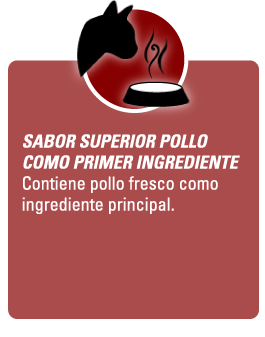 SABOR SUPERIOR POLLO
COMO PRIMER INGREDIENTE
Contiene pollo fresco como
ingrediente principal.